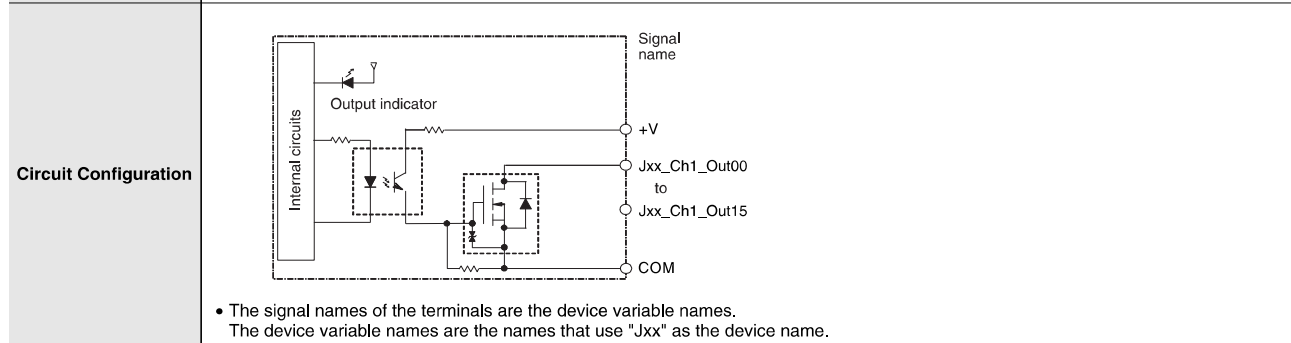 Circuit Configuration
Signal
name
Output indicator
Internal circuits
+V
Jxx_Ch1_Out00
to
Jxx_Ch1_Out15
COM
• The signal names of the terminals are the device variable names.
The device variable names are the names that use "Jxx" as the device name.